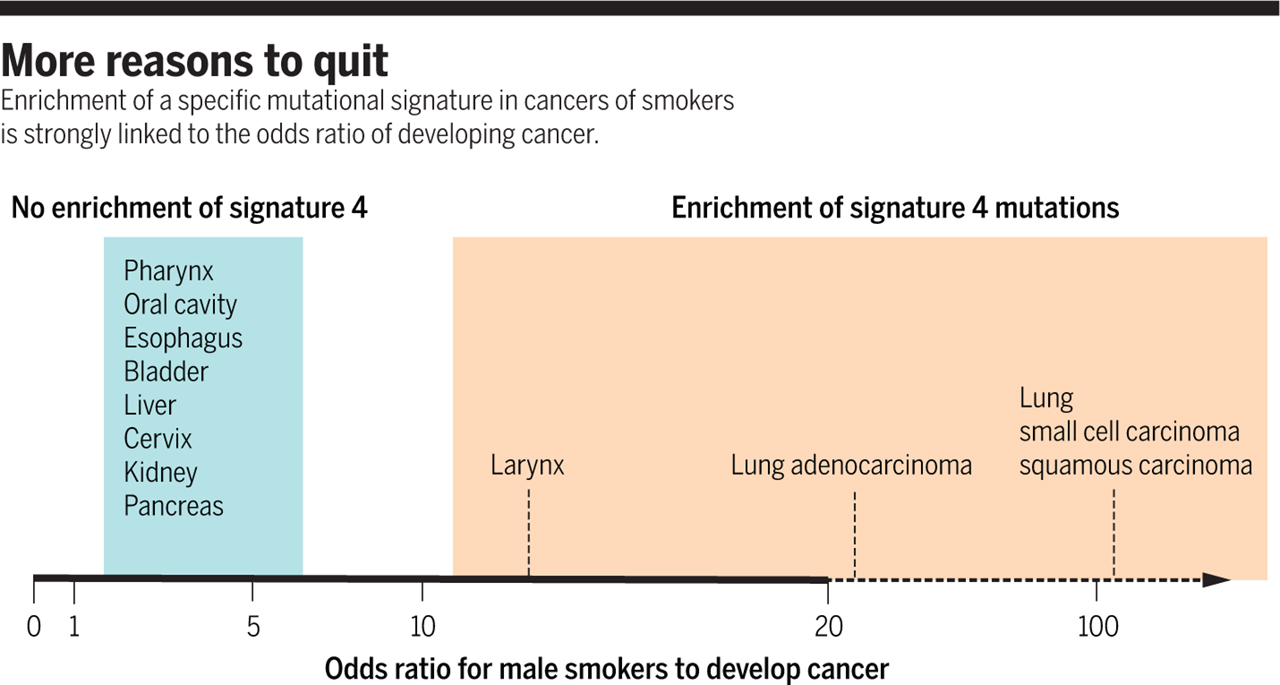 More reasons to quit
Enrichment of a specific mutational signature in cancers of smokers
is strongly linked to the odds ratio of developing cancer.
No enrichment of signature 4
Enrichment of signature 4 mutations
Pharynx
Oral cavity
Esophagus
Bladder
Liver
Cervix
Kidney
Pancreas
Larynx
Lung adenocarcinoma
Lung
small cell carcinoma
squamous carcinoma
0 1 5 10 20 100
Odds ratio for male smokers to develop cancer